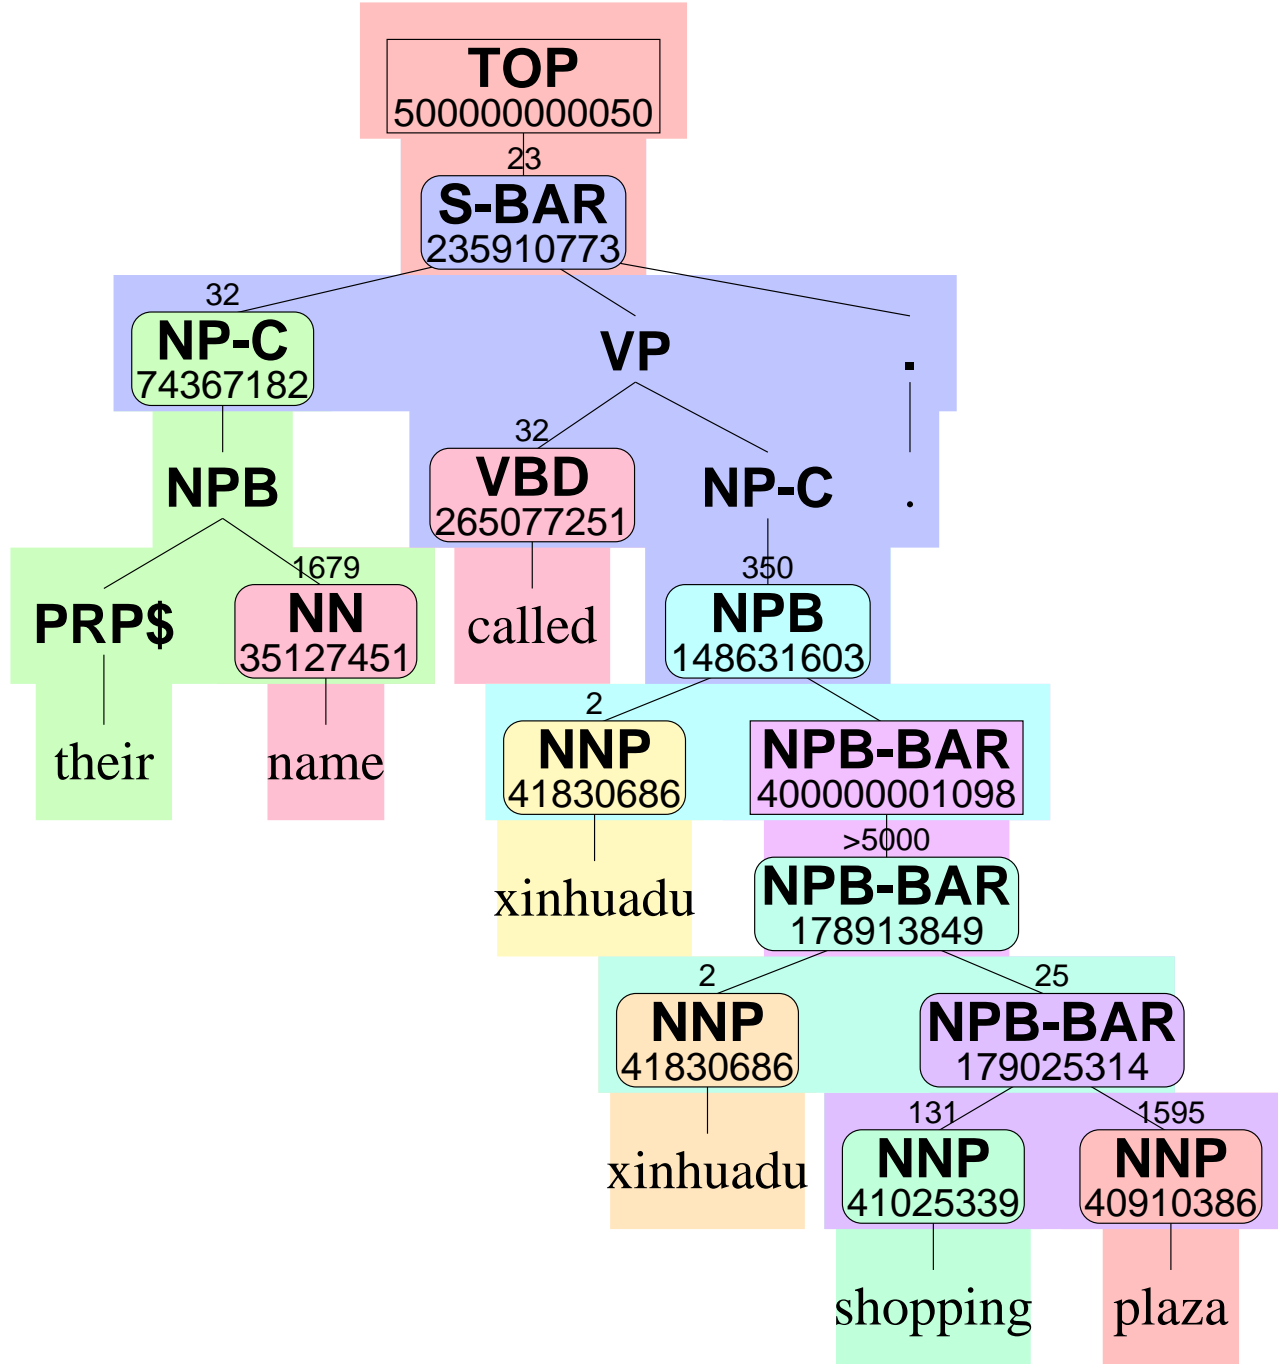 TOP
500000000050
23
S-BAR
235910773
32
NP-C
74367182
VP
.
NPB
32
VBD
265077251
NP-C
.
PRP$
1679
NN
35127451
called
350
NPB
148631603
their
name
2
NNP
41830686
NPB-BAR
400000001098
xinhuadu
>5000
NPB-BAR
178913849
2
NNP
41830686
25
NPB-BAR
179025314
xinhuadu
131
NNP
41025339
1595
NNP
40910386
shopping
plaza